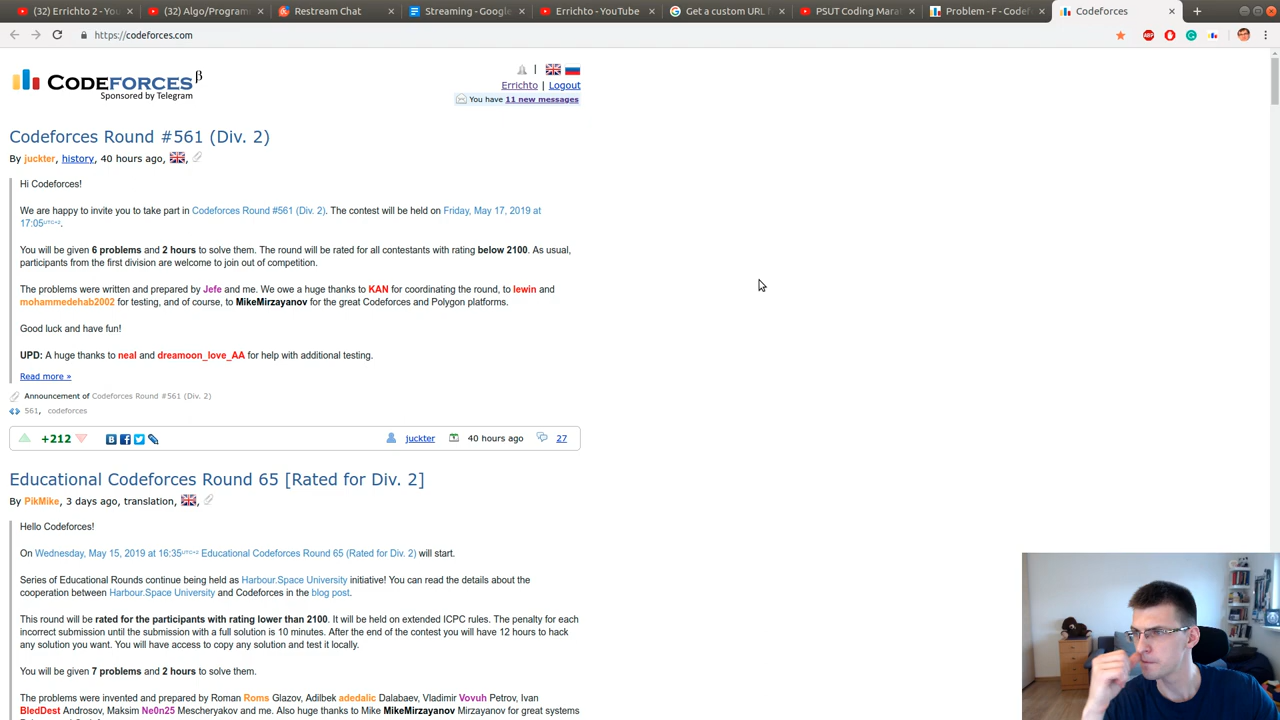 (32) Errichto 2 - You
(32) Algo/Program
Restream Chat
Streaming - Google
Errichto - YouTube
Get a custom URL f
PSUT Coding Mara
Problem - F - Codef
Codeforces
https://codeforces.com
CODEFORCES β
Sponsored by Telegram
Errichto | Logout
You have 11 new messages
Codeforces Round #561 (Div. 2)
By juckter, history, 40 hours ago,
Hi Codeforces!
We are happy to invite you to take part in Codeforces Round #561 (Div. 2). The contest will be held on Friday, May 17, 2019 at
17:05UTC+2.
You will be given 6 problems and 2 hours to solve them. The round will be rated for all contestants with rating below 2100. As usual,
participants from the first division are welcome to join out of competition.
The problems were written and prepared by Jefe and me. We owe a huge thanks to KAN for coordinating the round, to lewin and
mohammedehab2002 for testing, and of course, to MikeMirzayanov for the great Codeforces and Polygon platforms.
Good luck and have fun!
UPD: A huge thanks to neal and dreamoon_love_AA for help with additional testing.
Read more »
Announcement of Codeforces Round #561 (Div. 2)
561, codeforces
+212
juckter
40 hours ago
27
Educational Codeforces Round 65 [Rated for Div. 2]
By PikMike, 3 days ago, translation,
Hello Codeforces!
On Wednesday, May 15, 2019 at 16:35UTC+2 Educational Codeforces Round 65 (Rated for Div. 2) will start.
Series of Educational Rounds continue being held as Harbour.Space University initiative! You can read the details about the
cooperation between Harbour.Space University and Codeforces in the blog post.
This round will be rated for the participants with rating lower than 2100. It will be held on extended ICPC rules. The penalty for each
incorrect submission until the submission with a full solution is 10 minutes. After the end of the contest you will have 12 hours to hack
any solution you want. You will have access to copy any solution and test it locally.
You will be given 7 problems and 2 hours to solve them.
The problems were invented and prepared by Roman Roms Glazov, Adilbek adedalic Dalabaev, Vladimir Vovuh Petrov, Ivan
BledDest Androsov, Maksim Ne0n25 Mescheryakov and me. Also huge thanks to Mike MikeMirzayanov Mirzayanov for great systems